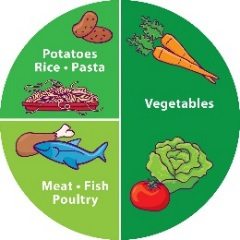 Potatoes
Rice • Pasta
Vegetables
Meat • Fish
Poultry